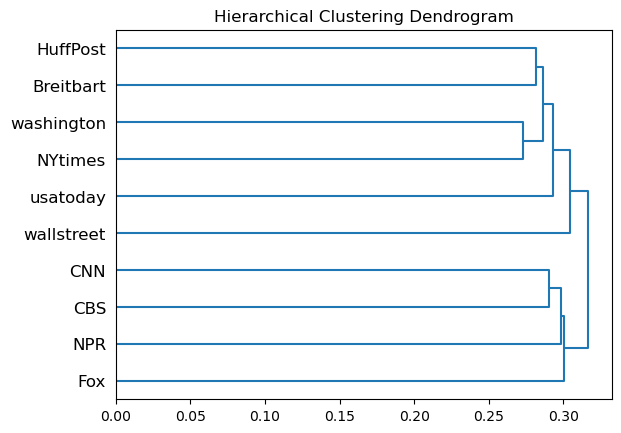 Hierarchical Clustering Dendrogram
HuffPost
Breitbart
washington
NYtimes
usatoday
wallstreet
CNN
CBS
NPR
Fox
0.00 0.05 0.10 0.15 0.20 0.25 0.30